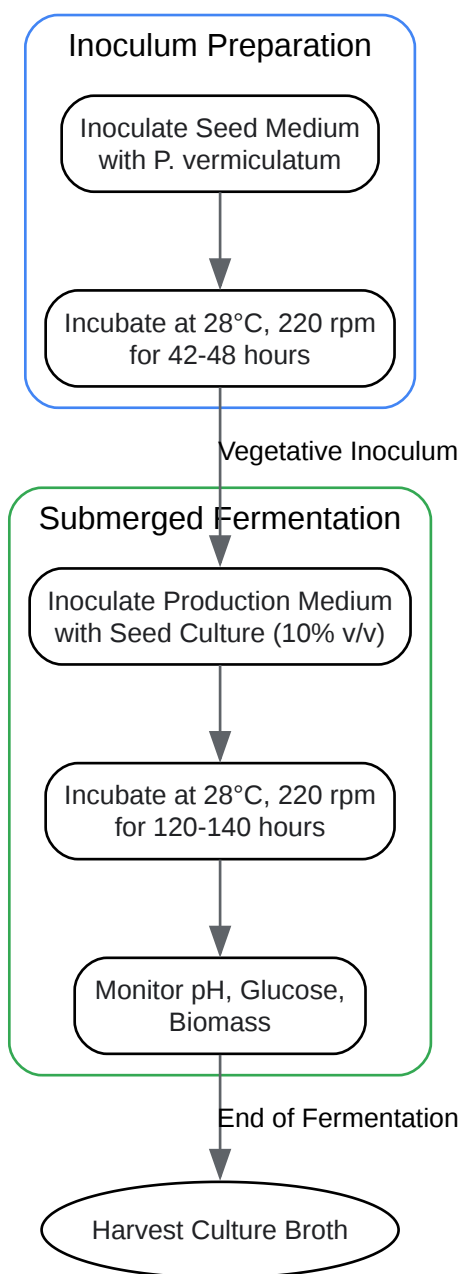 Inoculum Preparation
Inoculate Seed Medium
with P. vermiculatum
Incubate at 28°C, 220 rpm
for 42-48 hours
Vegetative Inoculum
Submerged Fermentation
Inoculate Production Medium
with Seed Culture (10% v/v)
Incubate at 28°C, 220 rpm
for 120-140 hours
Monitor pH, Glucose,
Biomass
End of Fermentation
Harvest Culture Broth